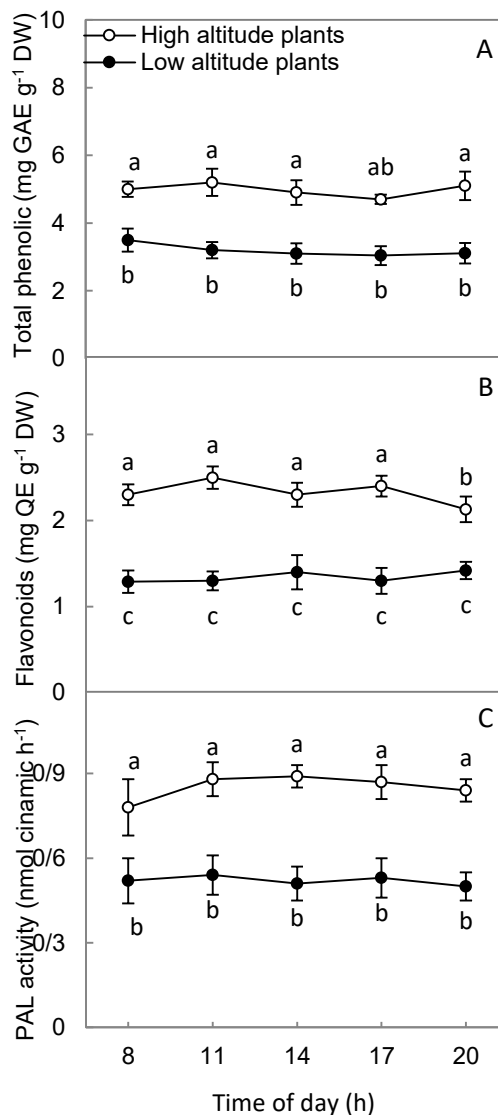 High altitude plants
Low altitude plants
A
Total phenolic (mg GAE g⁻¹ DW)
10
8
6
4
2
0
a a a ab a
b b b b b
B
Flavonoids (mg QE g⁻¹ DW)
3
2
1
0
a a a a b
c c c c c
C
PAL activity (nmol cinamic h⁻¹)
0/9
0/6
0/3
0
a a a a a
b b b b b
8 11 14 17 20
Time of day (h)